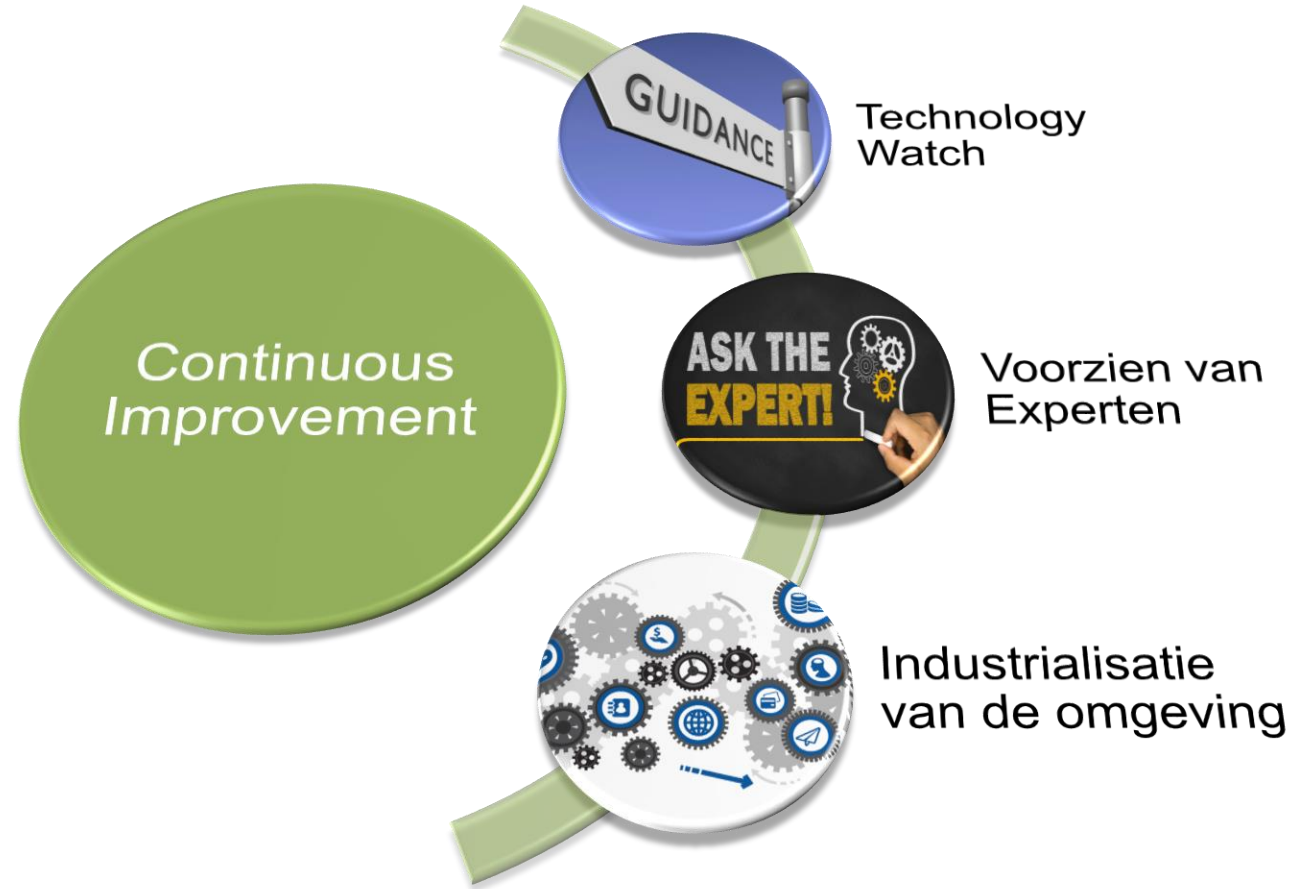 Continuous
Improvement
GUIDANCE
Technology
Watch
ASK THE
EXPERT!
Voorzien van
Experten
Industrialisatie
van de omgeving